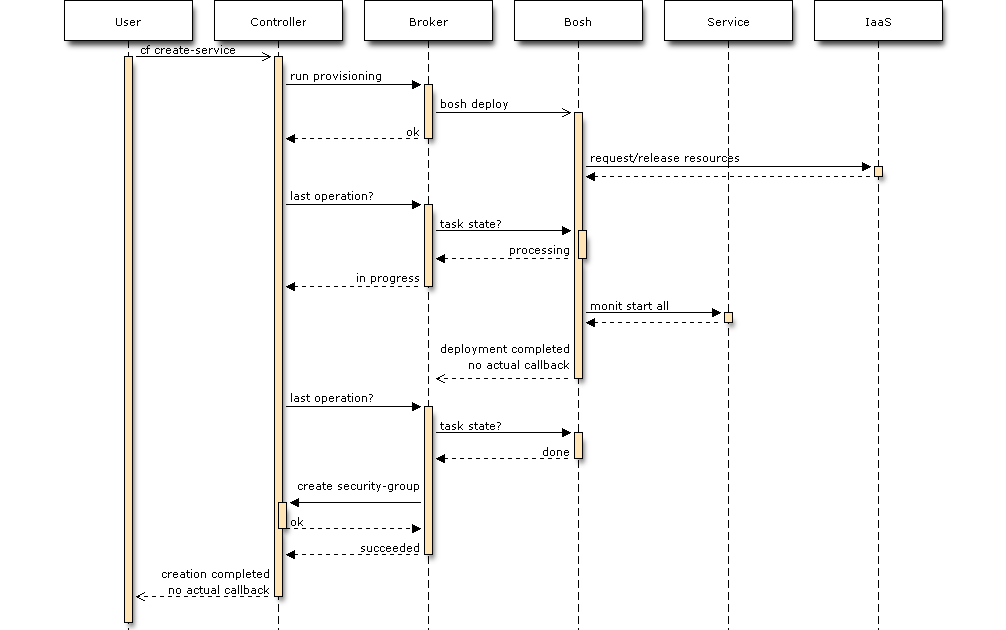 User
Controller
Broker
Bosh
Service
IaaS
cf create-service
run provisioning
bosh deploy
ok
request/release resources
last operation?
task state?
processing
in progress
monit start all
deployment completed
no actual callback
last operation?
task state?
done
create security-group
ok
succeeded
creation completed
no actual callback